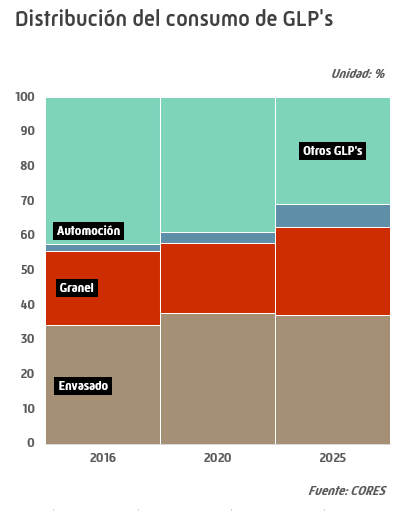 Distribución del consumo de GLP's
Unidad: %
100
90
80
70
60
50
40
30
20
10
0
Otros GLP's
Automoción
Granel
Envasado
2016
2020
2025
Fuente: CORES